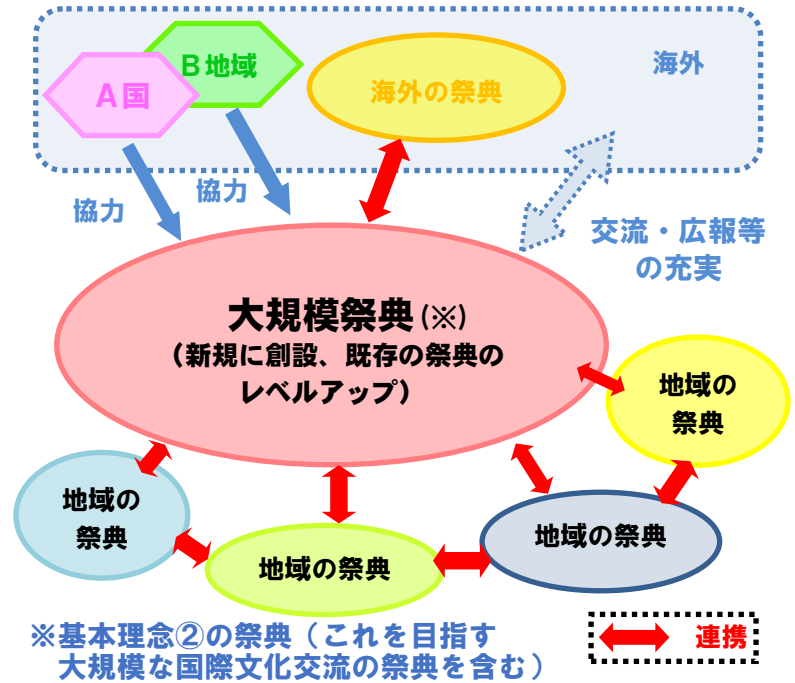 B地域
A国
海外の祭典
海外
協力
協力
交流・広報等
の充実
大規模祭典(※)
（新規に創設、既存の祭典の
レベルアップ）
地域の
祭典
地域の
祭典
地域の祭典
地域の祭典
※基本理念②の祭典（これを目指す
大規模な国際文化交流の祭典を含む）
連携